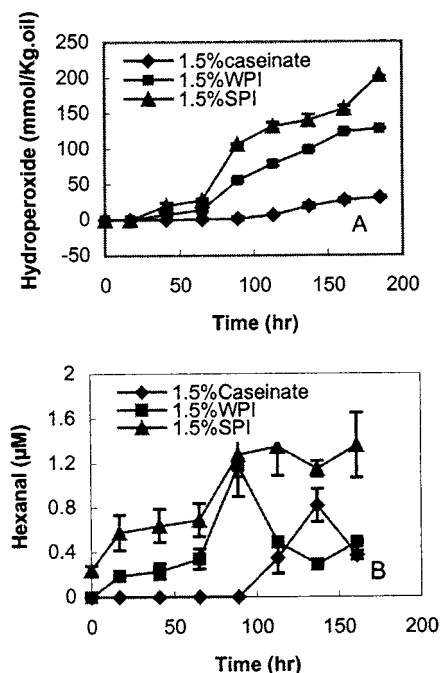 Hydroperoxide (mmol/Kg.oil)
250
200
150
100
50
0
-50
1.5%caseinate
1.5%WPI
1.5%SPI
A
0
50
100
150
200
Time (hr)
Hexanal (µM)
2
1.6
1.2
0.8
0.4
0
1.5%Caseinate
1.5%WPI
1.5%SPI
B
0
50
100
150
200
Time (hr)